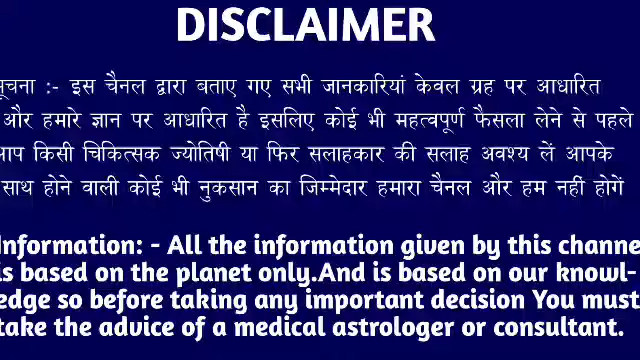 DISCLAIMER
सूचना :- इस चैनल द्वारा बताए गए सभी जानकारियां केवल ग्रह पर आधारित
और हमारे ज्ञान पर आधारित है इसलिए कोई भी महत्वपूर्ण फैसला लेने से पहले
आप किसी चिकित्सक ज्योतिषी या फिर सलाहकार की सलाह अवश्य लें आपके
साथ होने वाली कोई भी नुकसान का जिम्मेदार हमारा चैनल और हम नहीं होगें
Information: - All the information given by this channe
is based on the planet only.And is based on our knowl-
edge so before taking any important decision You must
take the advice of a medical astrologer or consultant.